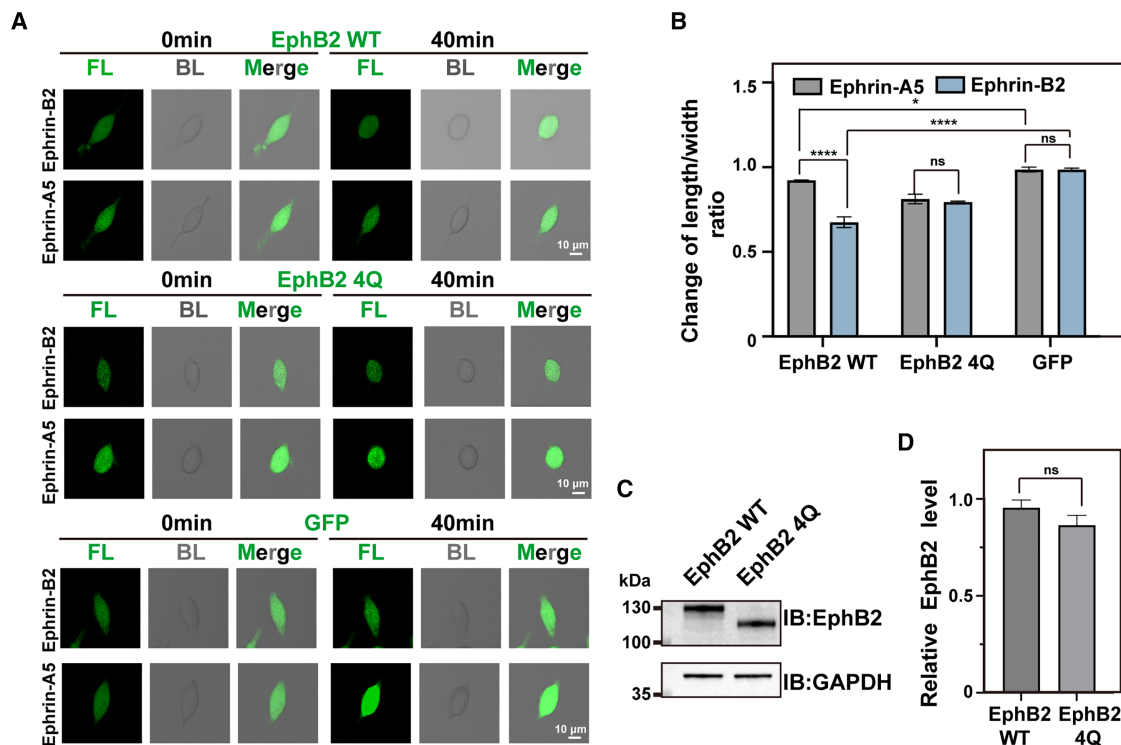 A
0min EphB2 WT 40min
FL BL Merge FL BL Merge
Ephrin-B2
Ephrin-A5
10 μm
0min EphB2 4Q 40min
FL BL Merge FL BL Merge
Ephrin-B2
Ephrin-A5
10 μm
0min GFP 40min
FL BL Merge FL BL Merge
Ephrin-B2
Ephrin-A5
10 μm
B
Change of length/width
ratio
1.5
1.0
0.5
0
Ephrin-A5 Ephrin-B2
*
****
****
ns
ns
EphB2 WT EphB2 4Q GFP
C
EphB2 WT
EphB2 4Q
kDa
130
100
IB:EphB2
35
IB:GAPDH
D
Relative EphB2 level
1.0
0.5
0
ns
EphB2 EphB2
WT 4Q